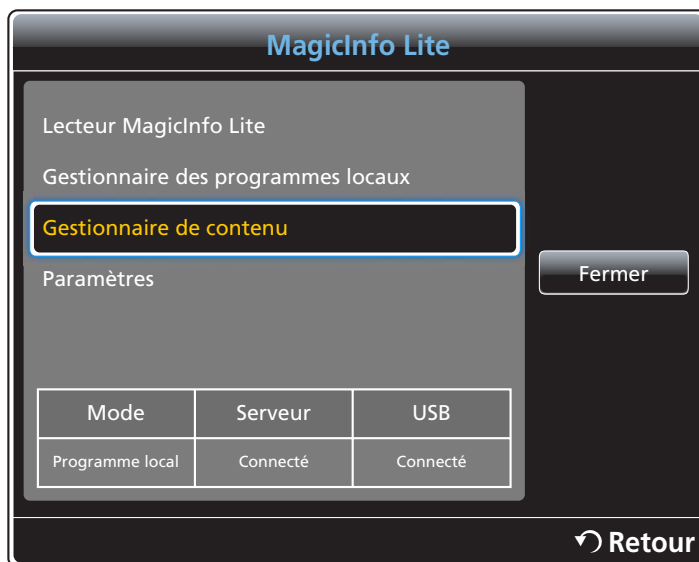 MagicInfo Lite
Lecteur MagicInfo Lite
Gestionnaire des programmes locaux
Gestionnaire de contenu
Paramètres
Fermer
Mode Serveur USB
Programme local Connecté Connecté
Retour